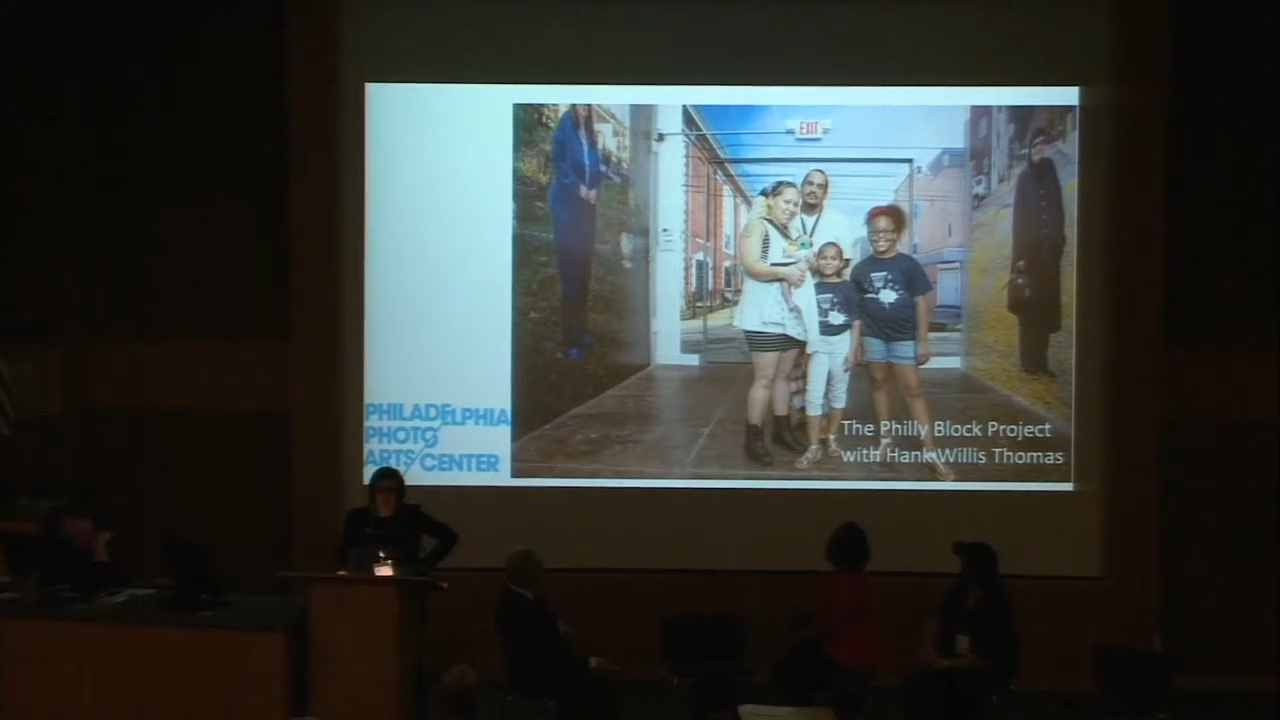 EXIT
The Philly Block Project
with Hank Willis Thomas
PHILADELPHIA
PHOTO
ARTS/CENTER